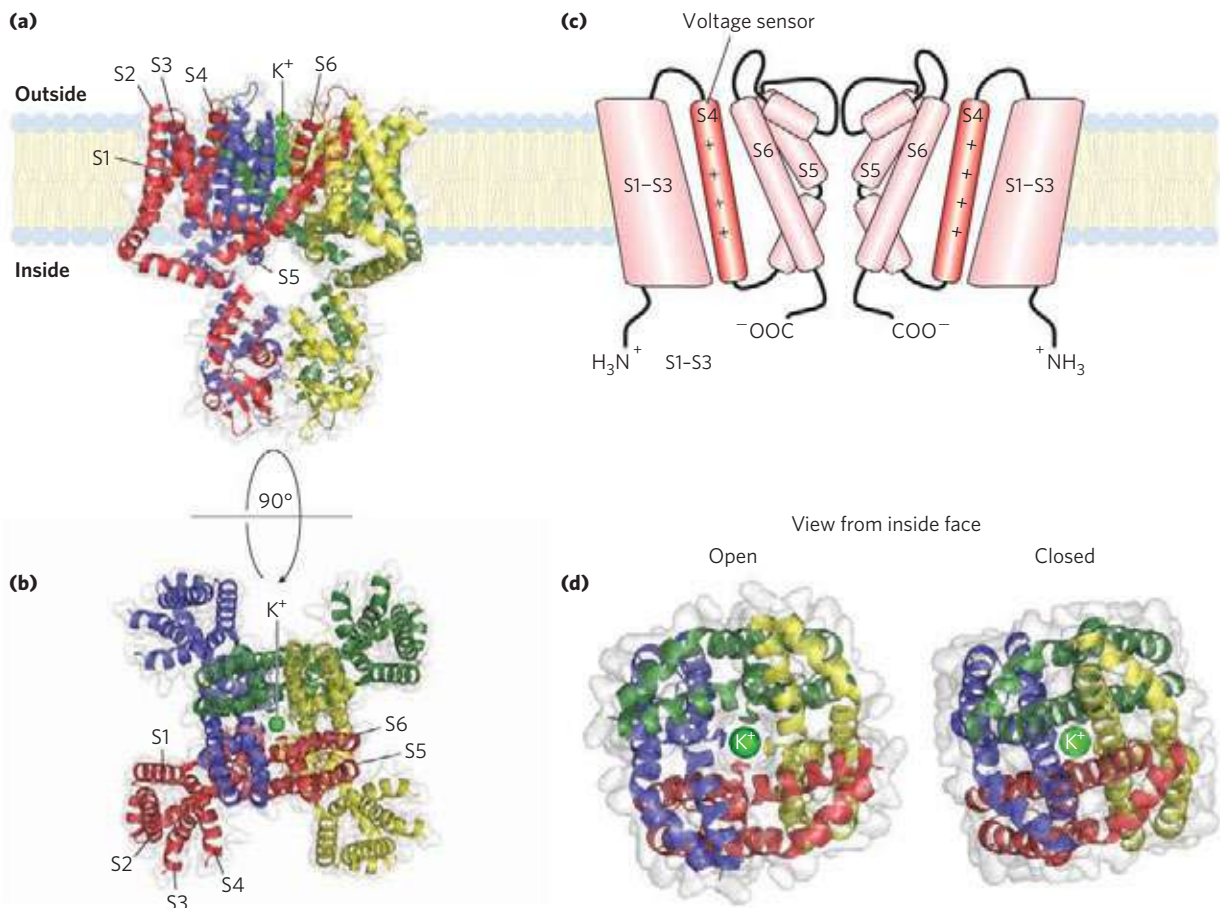 (a)
S2
S3
S4
K+
S6
Outside
S1
Inside
S5
90°
(b)
K+
S1
S6
S5
S2
S3
S4
(c)
Voltage sensor
S4
S6
S5
S1–S3
++++
S5
S6
S4
S1–S3
++++
H3N+
S1–S3
−OOC
COO−
+NH3
View from inside face
(d)
Open
Closed
K+
K+